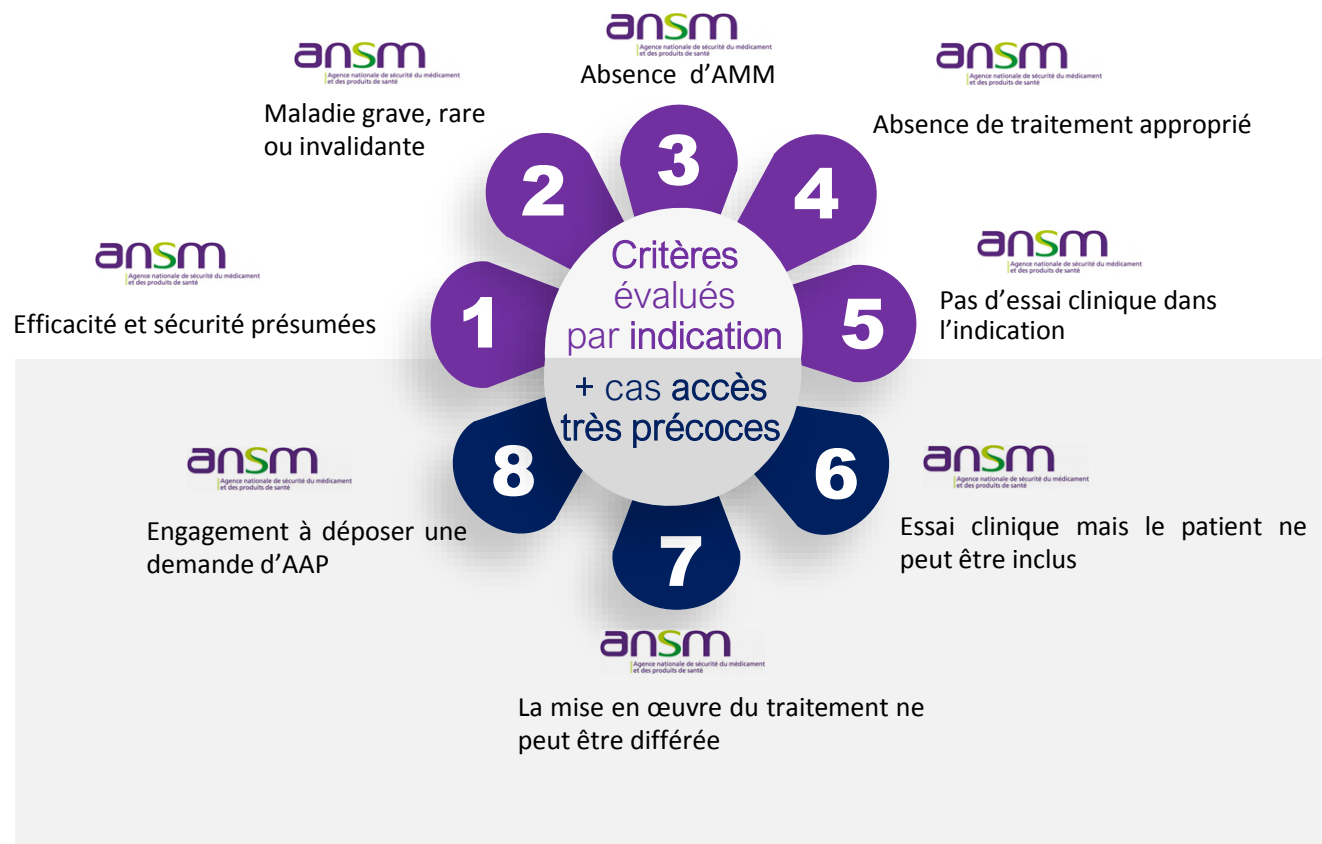 ansm
Agence nationale de sécurité du médicament
et des produits de santé
Absence d'AMM
ansm
Agence nationale de sécurité du médicament
et des produits de santé
Maladie grave, rare
ou invalidante
ansm
Agence nationale de sécurité du médicament
et des produits de santé
Absence de traitement approprié
3
2
4
ansm
Agence nationale de sécurité du médicament
et des produits de santé
Efficacité et sécurité présumées
1
Critères
évalués
par indication
5
ansm
Agence nationale de sécurité du médicament
et des produits de santé
Pas d'essai clinique dans
l'indication
+ cas accès
très précoces
ansm
Agence nationale de sécurité du médicament
et des produits de santé
Engagement à déposer une
demande d'AAP
8
6
ansm
Agence nationale de sécurité du médicament
et des produits de santé
Essai clinique mais le patient ne
peut être inclus
7
ansm
Agence nationale de sécurité du médicament
et des produits de santé
La mise en œuvre du traitement ne
peut être différée